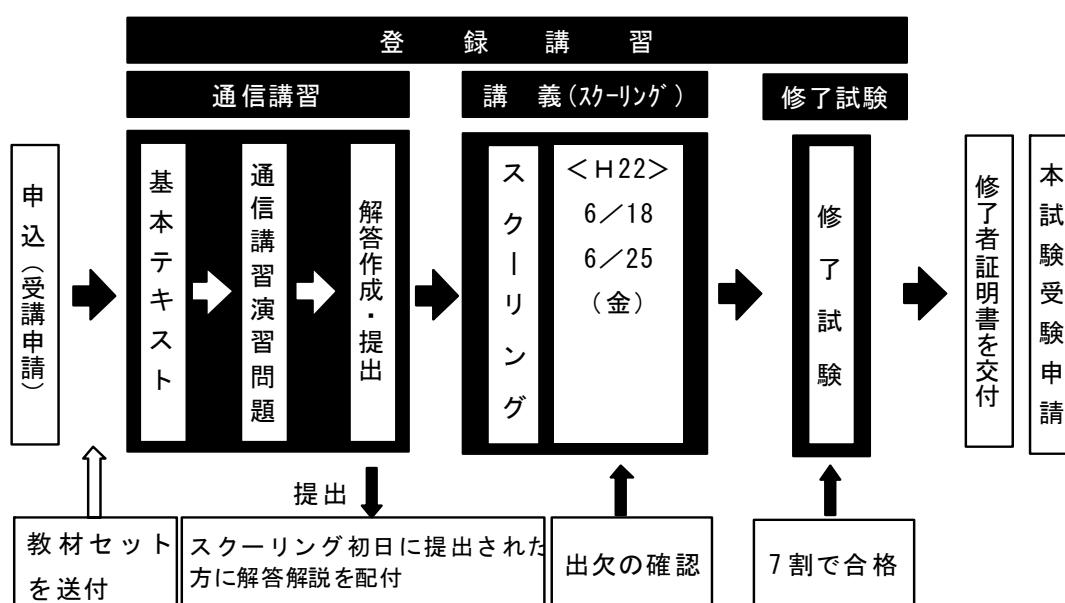 登録講習
通信講習
講義(ｽｸｰﾘﾝｸﾞ)
修了試験
申込（受講申請）
基本テキスト
通信講習演習問題
解答作成・提出
スクーリング
＜H22＞
6／18
6／25
（金）
修了試験
修了者証明書を交付
本試験受験申請
提出
教材セット
を送付
スクーリング初日に提出された
方に解答解説を配付
出欠の確認
7割で合格